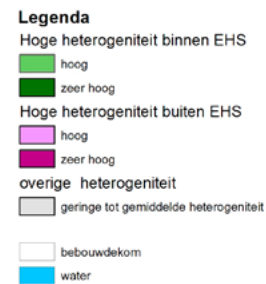 Legenda
Hoge heterogeniteit binnen EHS
hoog
zeer hoog
Hoge heterogeniteit buiten EHS
hoog
zeer hoog
overige heterogeniteit
geringe tot gemiddelde heterogeniteit
bebouwdekom
water